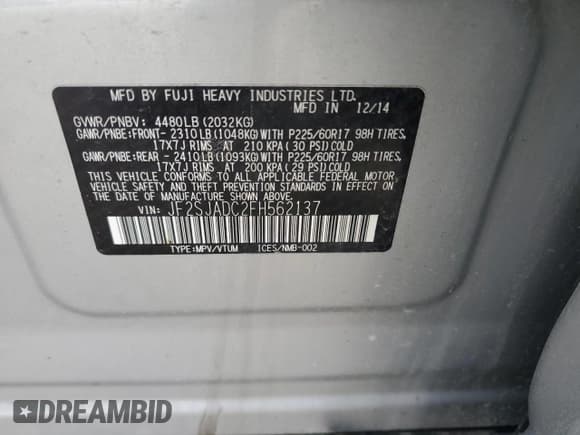 MFD BY FUJI HEAVY INDUSTRIES LTD.
MFD IN 12/14
GVWR/PNBV: 4480LB (2032KG)
GAWR/PNBE:FRONT- 2310LB (1048KG) WITH P225/60R17 98H TIRES,
17X7J RIMS AT 210 KPA ( 30 PSI) COLD
GAWR/PNBE:REAR - 2410LB (1093KG) WITH P225/60R17 98H TIRES,
17X7J RIMS AT 200 KPA ( 29 PSI) COLD
THIS VEHICLE CONFORMS TO ALL APPLICABLE FEDERAL MOTOR
VEHICLE SAFETY STANDARDS IN EFFECT ON THE
DATE OF MANUFACTURE SHOWN ABOVE.
VIN: JF2SJADC2FH562137
TYPE:MPV/VTUM ICES/NMB-002
DREAMBID